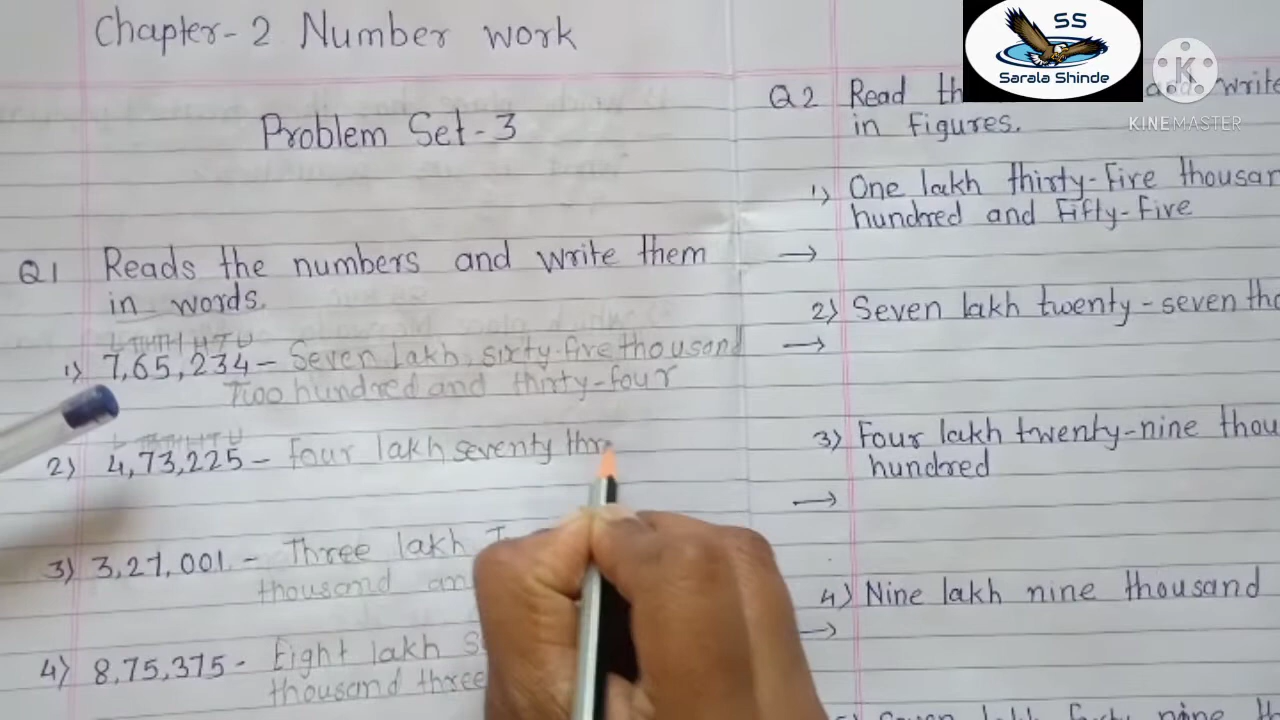 Chapter-2 Number work
Problem Set-3
Q1 Reads the numbers and write them
in words.
L TTH TH H T U
1) 7,65,234 - Seven lakh, sixty-five thousand
Two hundred and thirty-four
L TTH TH H T U
2) 4,73,225 - four lakh seventy thre
3) 3,27,001 - Three lakh
thousand
4) 8,75,375 - Eight lakh
thousand three
SS
Sarala Shinde
KINEMASTER
Q2 Read write
in figures.
1) One lakh thirty-five
hundred and Fifty-five
→
2) Seven lakh twenty-seven
→
3) Four lakh twenty-nine
hundred
→
4) Nine lakh nine thousand
→